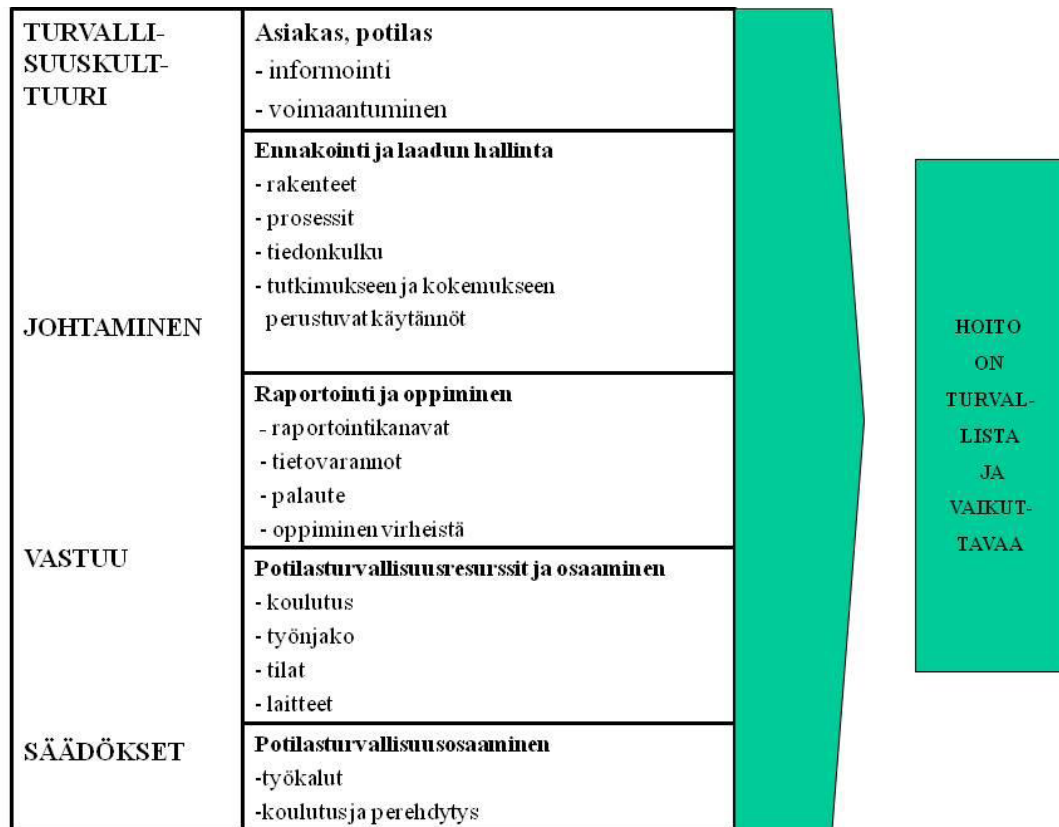 TURVALLI-
SUUSKULT-
TUURI
JOHTAMINEN
VASTUU
SÄÄDÖKSET
Asiakas, potilas
- informointi
- voimaantuminen
Ennakointi ja laadun hallinta
- rakenteet
- prosessit
- tiedonkulku
- tutkimukseen ja kokemukseen
perustuvat käytännöt
Raportointi ja oppiminen
- raportointikanavat
- tietovarannot
- palaute
- oppiminen virheistä
Potilasturvallisuusresurssit ja osaaminen
- koulutus
- työnjako
- tilat
- laitteet
Potilasturvallisuusosaaminen
-työkalut
-koulutus ja perehdytys
HOITO
ON
TURVAL-
LISTA
JA
VAIKUT-
TAVAA